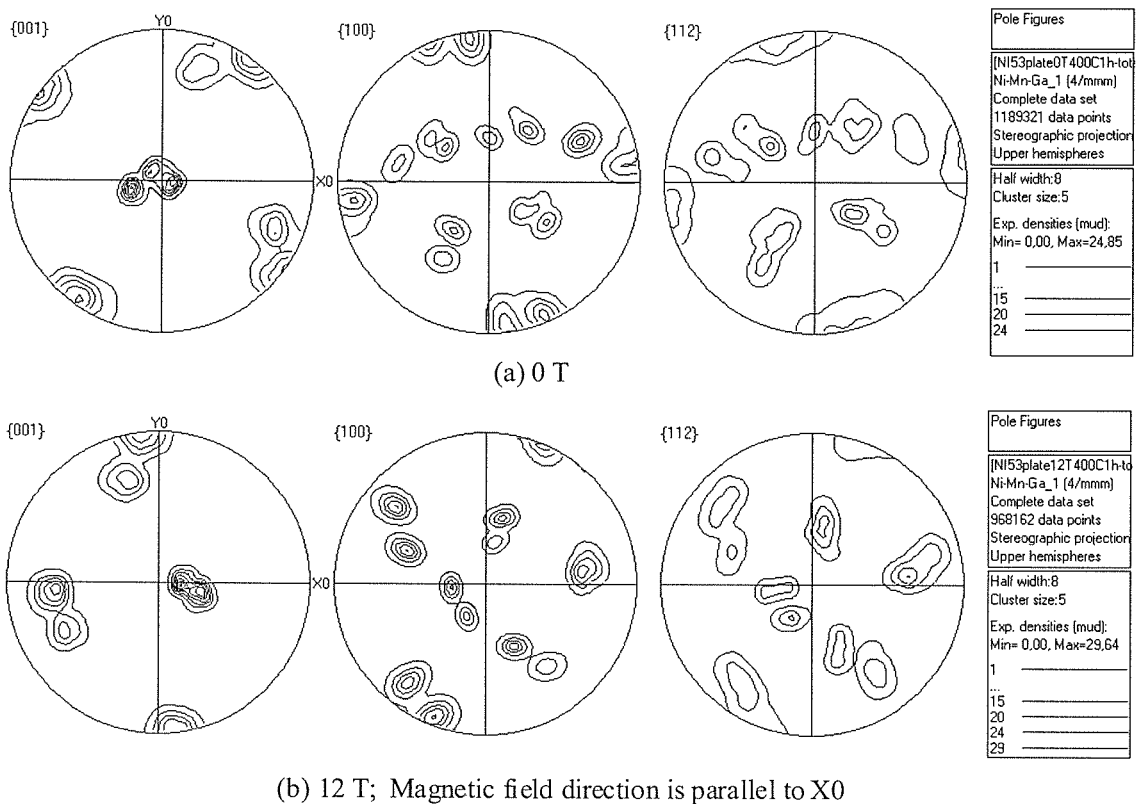 {001}
Y0
{100}
{112}
X0
Pole Figures
[NI53plate0T400C1h-tot
Ni-Mn-Ga_1 (4/mmm)
Complete data set
1189321 data points
Stereographic projection
Upper hemispheres
Half width:8
Cluster size:5
Exp. densities (mud):
Min= 0,00, Max=24,85
1
...
15
20
24
(a) 0 T
{001}
Y0
{100}
{112}
X0
Pole Figures
[NI53plate12T400C1h-to
Ni-Mn-Ga_1 (4/mmm)
Complete data set
968162 data points
Stereographic projection
Upper hemispheres
Half width:8
Cluster size:5
Exp. densities (mud):
Min= 0,00, Max=29,64
1
...
15
20
24
29
(b) 12 T; Magnetic field direction is parallel to X0